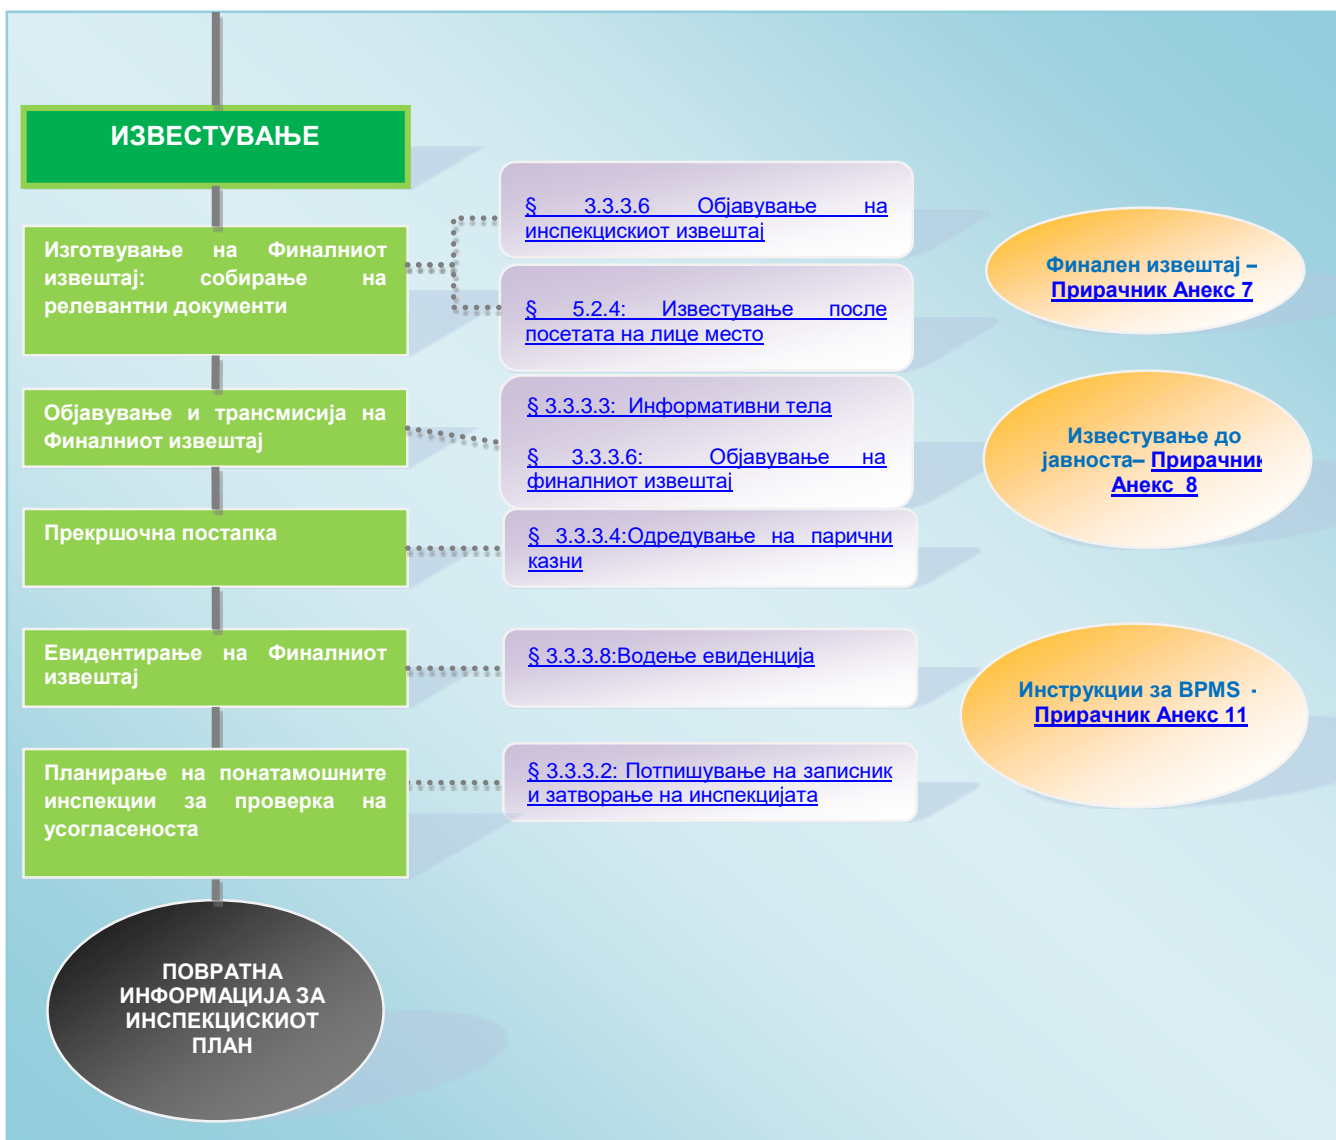 ИЗВЕСТУВАЊЕ
Изготвување на Финалниот
извештај: собирање на
релевантни документи
§ 3.3.3.6 Објавување на
инспекцискиот извештај
§ 5.2.4: Известување после
посетата на лице место
Финален извештај –
Прирачник Анекс 7
Објавување и трансмисија на
Финалниот извештај
§ 3.3.3.3: Информативни тела
§ 3.3.3.6: Објавување на
финалниот извештај
Известување до
јавноста– Прирачник
Анекс 8
Прекршочна постапка
§ 3.3.3.4:Одредување на парични
казни
Евидентирање на Финалниот
извештај
§ 3.3.3.8:Водење евиденција
Инструкции за BPMS -
Прирачник Анекс 11
Планирање на понатамошните
инспекции за проверка на
усогласеноста
§ 3.3.3.2: Потпишување на записник
и затворање на инспекцијата
ПОВРАТНА
ИНФОРМАЦИЈА ЗА
ИНСПЕКЦИСКИОТ
ПЛАН